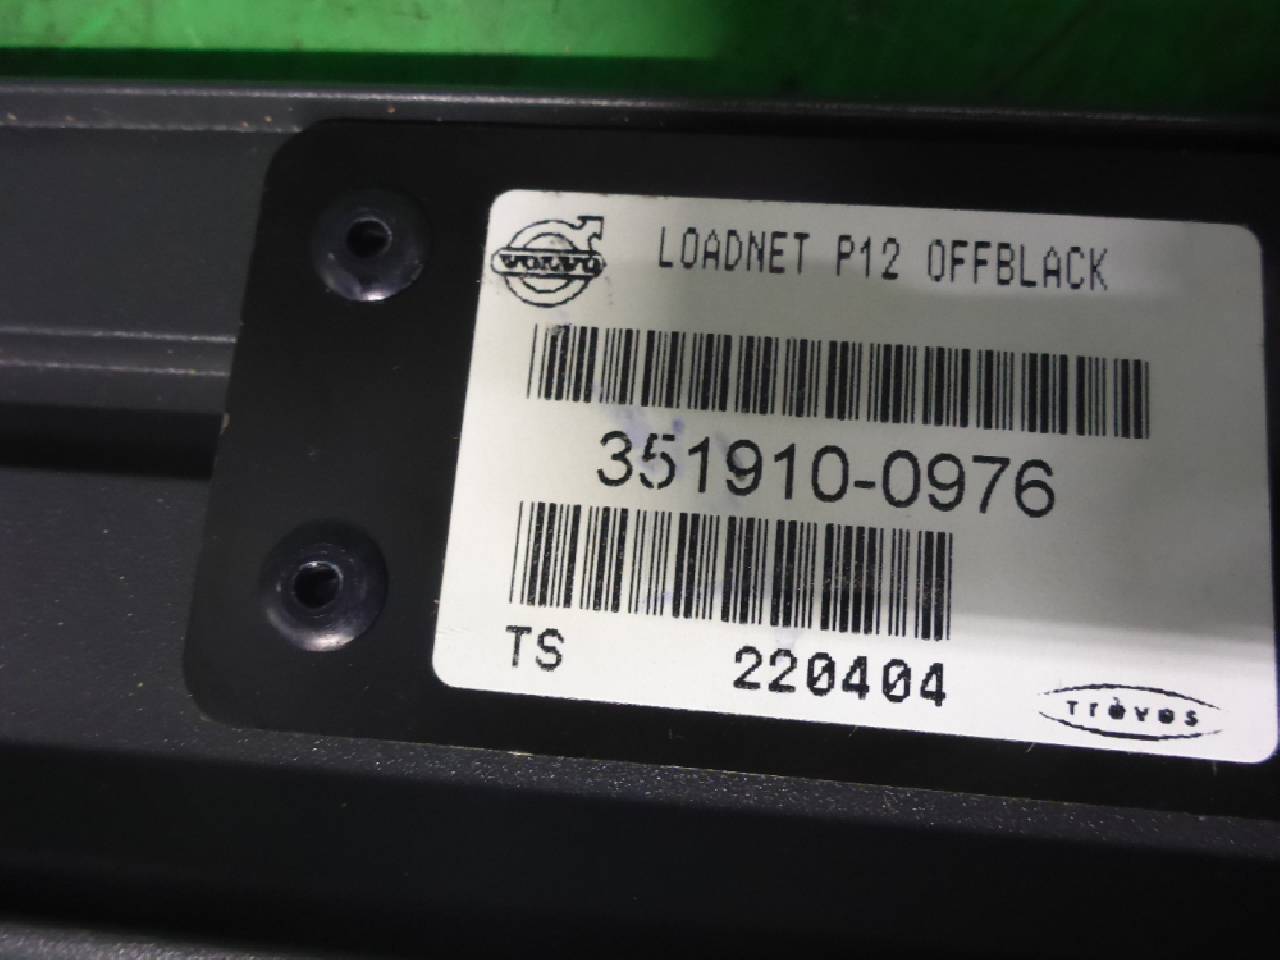 VOLVO LOADNET P12 OFFBLACK
351910-0976
TS 220404
Trèves